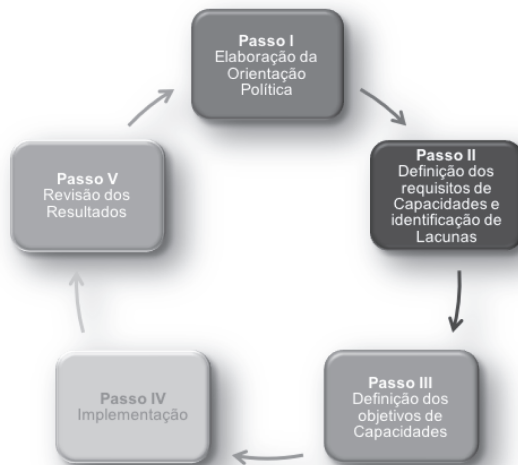 Passo I
Elaboração da
Orientação
Política
Passo II
Definição dos
requisitos de
Capacidades e
identificação de
Lacunas
Passo III
Definição dos
objetivos de
Capacidades
Passo IV
Implementação
Passo V
Revisão dos
Resultados